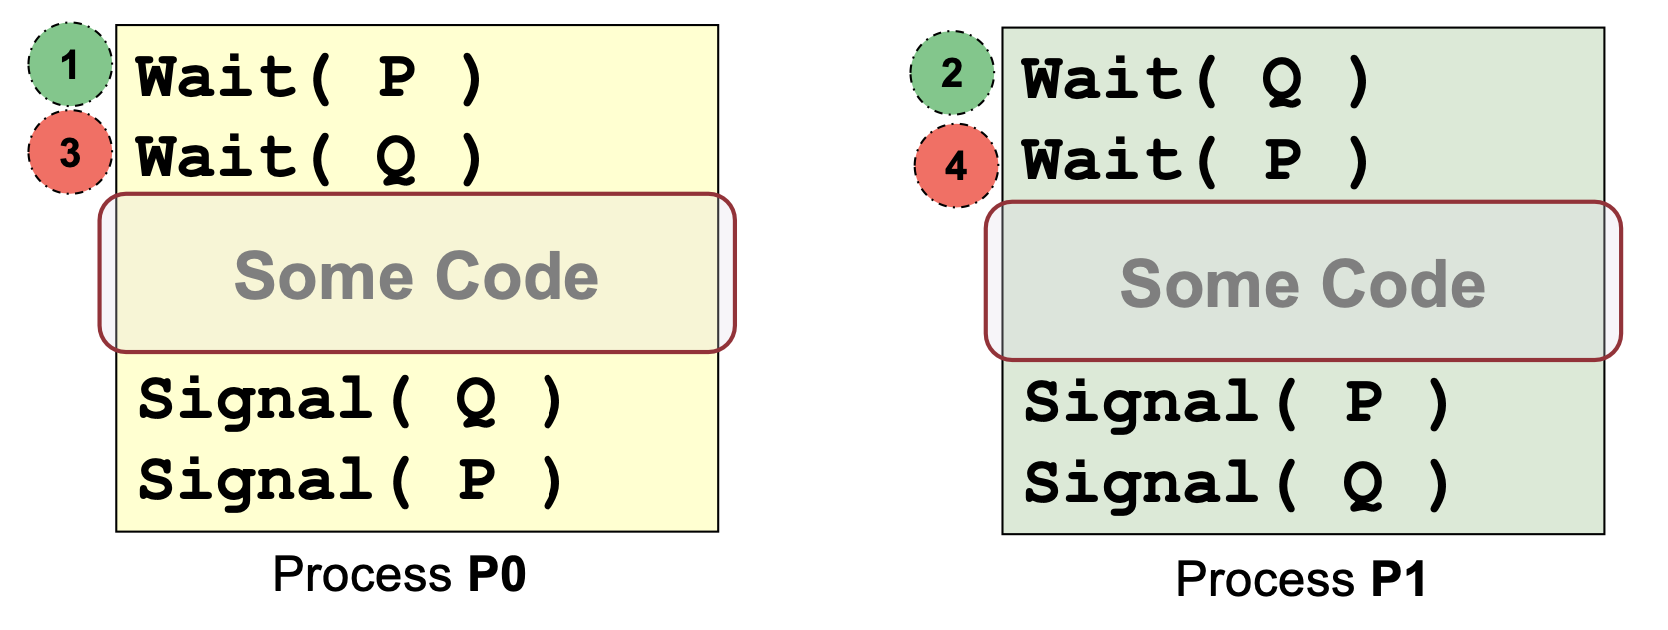 1
Wait( P )
3
Wait( Q )
Some Code
Signal( Q )
Signal( P )
Process P0
2
Wait( Q )
4
Wait( P )
Some Code
Signal( P )
Signal( Q )
Process P1